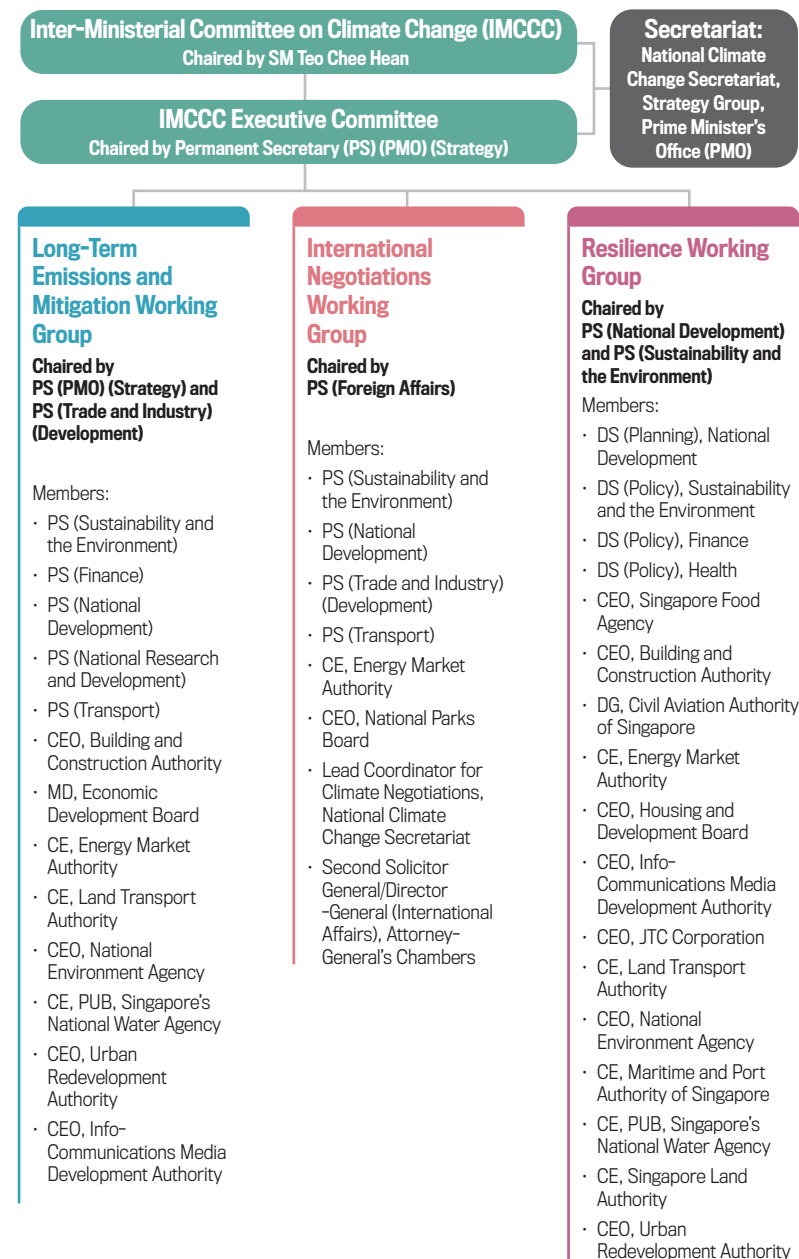 Inter-Ministerial Committee on Climate Change (IMCCC)
Chaired by SM Teo Chee Hean
Secretariat:
National Climate
Change Secretariat,
Strategy Group,
Prime Minister's
Office (PMO)
IMCCC Executive Committee
Chaired by Permanent Secretary (PS) (PMO) (Strategy)
Long-Term
Emissions and
Mitigation Working
Group
Chaired by
PS (PMO) (Strategy) and
PS (Trade and Industry)
(Development)
Members:
· PS (Sustainability and
the Environment)
· PS (Finance)
· PS (National
Development)
· PS (National Research
and Development)
· PS (Transport)
· CEO, Building and
Construction Authority
· MD, Economic
Development Board
· CE, Energy Market
Authority
· CE, Land Transport
Authority
· CEO, National
Environment Agency
· CE, PUB, Singapore's
National Water Agency
· CEO, Urban
Redevelopment
Authority
· CEO, Info-
Communications Media
Development Authority
International
Negotiations
Working
Group
Chaired by
PS (Foreign Affairs)
Members:
· PS (Sustainability and
the Environment)
· PS (National
Development)
· PS (Trade and Industry)
(Development)
· PS (Transport)
· CE, Energy Market
Authority
· CEO, National Parks
Board
· Lead Coordinator for
Climate Negotiations,
National Climate
Change Secretariat
· Second Solicitor
General/Director
-General (International
Affairs), Attorney-
General's Chambers
Resilience Working
Group
Chaired by
PS (National Development)
and PS (Sustainability and
the Environment)
Members:
· DS (Planning), National
Development
· DS (Policy), Sustainability
and the Environment
· DS (Policy), Finance
· DS (Policy), Health
· CEO, Singapore Food
Agency
· CEO, Building and
Construction Authority
· DG, Civil Aviation Authority
of Singapore
· CE, Energy Market
Authority
· CEO, Housing and
Development Board
· CEO, Info-
Communications Media
Development Authority
· CEO, JTC Corporation
· CE, Land Transport
Authority
· CEO, National
Environment Agency
· CE, Maritime and Port
Authority of Singapore
· CE, PUB, Singapore's
National Water Agency
· CE, Singapore Land
Authority
· CEO, Urban
Redevelopment Authority